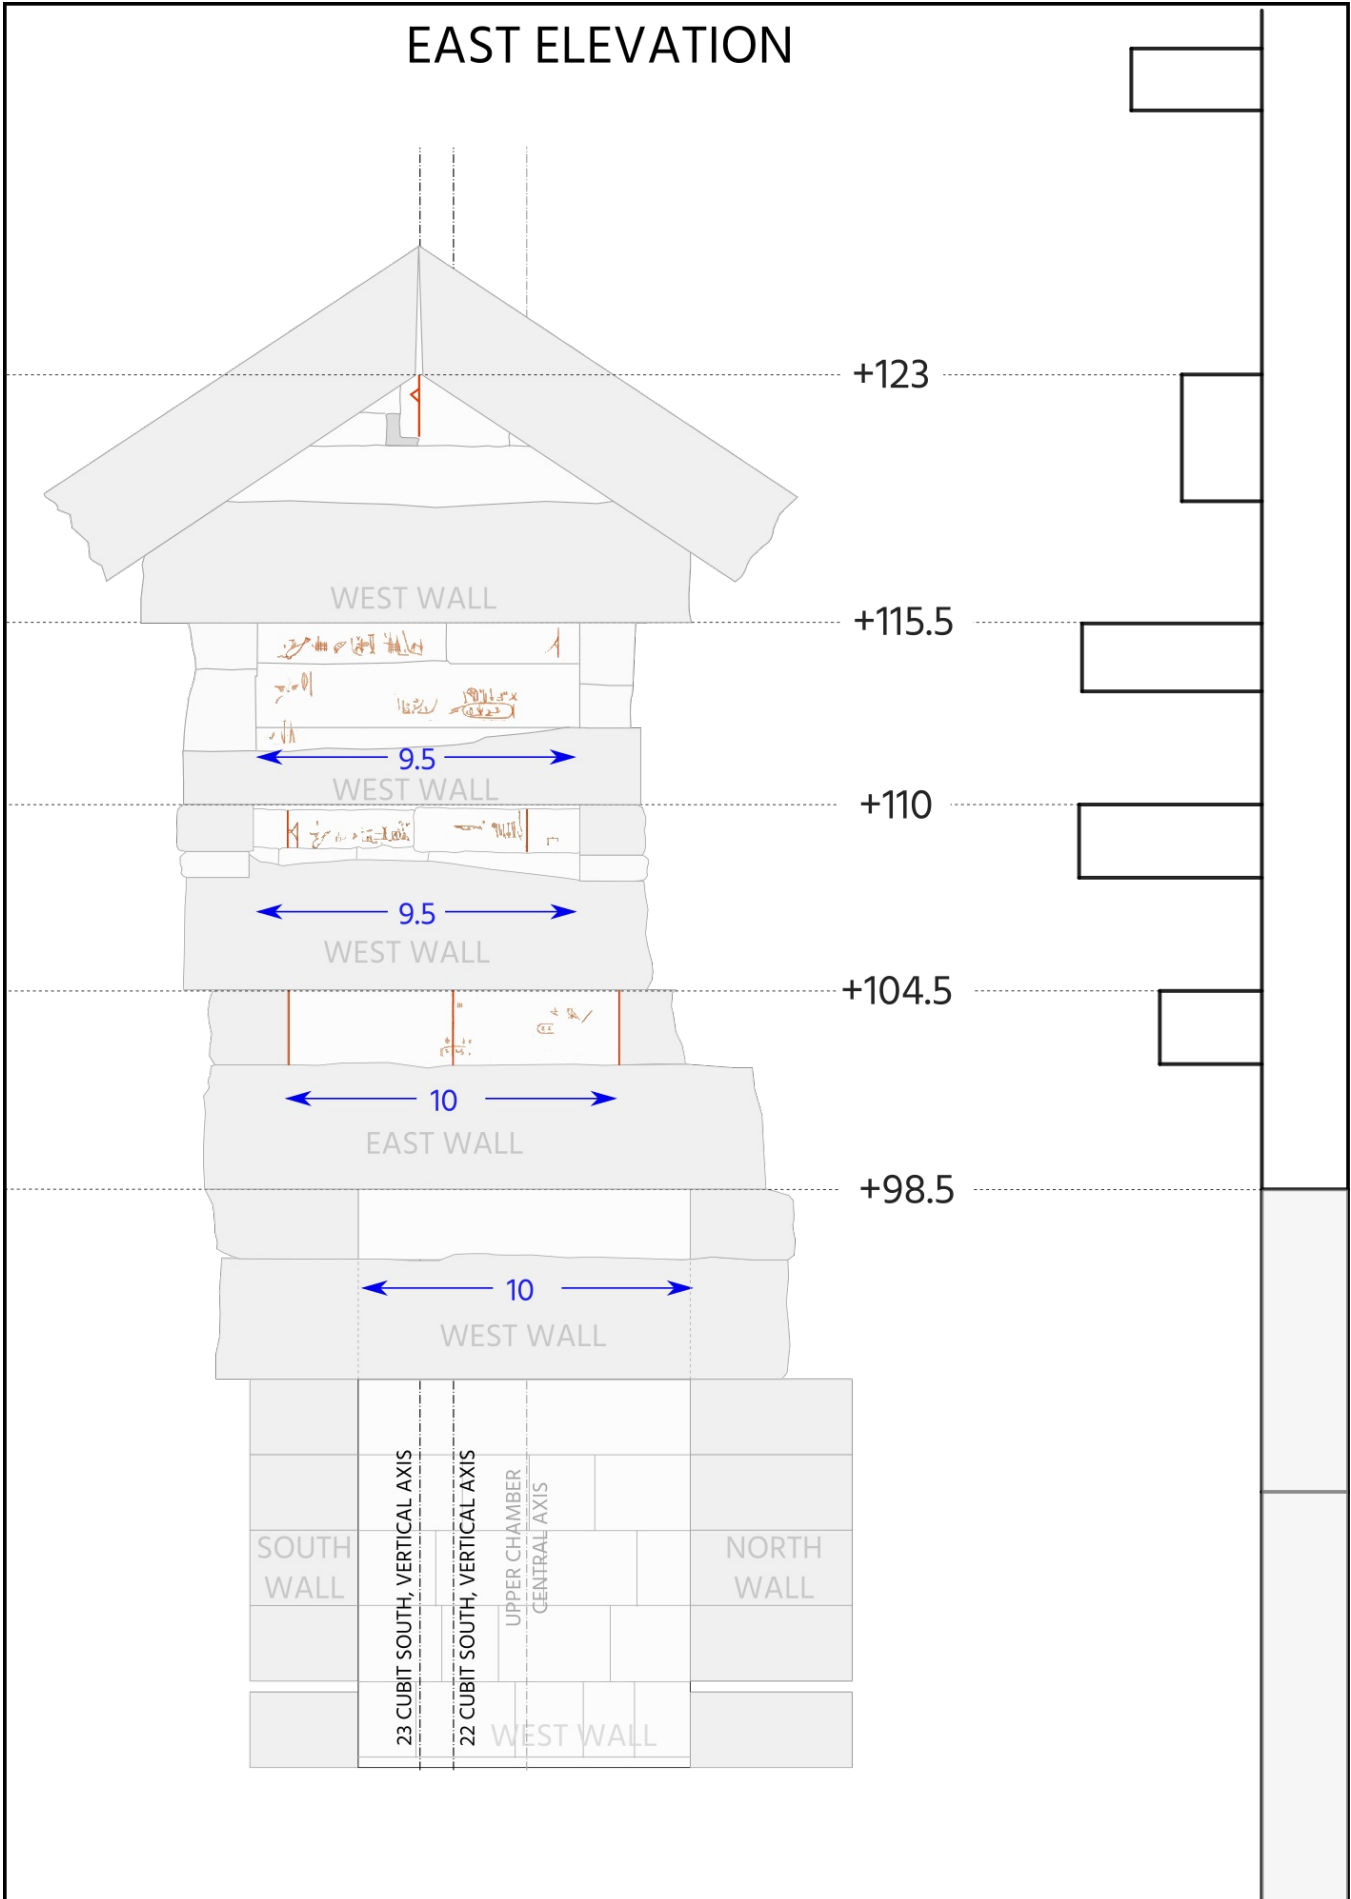 EAST ELEVATION
+123
WEST WALL
+115.5
9.5
WEST WALL
+110
9.5
WEST WALL
+104.5
10
EAST WALL
+98.5
10
WEST WALL
23 CUBIT SOUTH, VERTICAL AXIS
22 CUBIT SOUTH, VERTICAL AXIS
UPPER CHAMBER
CENTRAL AXIS
SOUTH
WALL
NORTH
WALL
WEST WALL